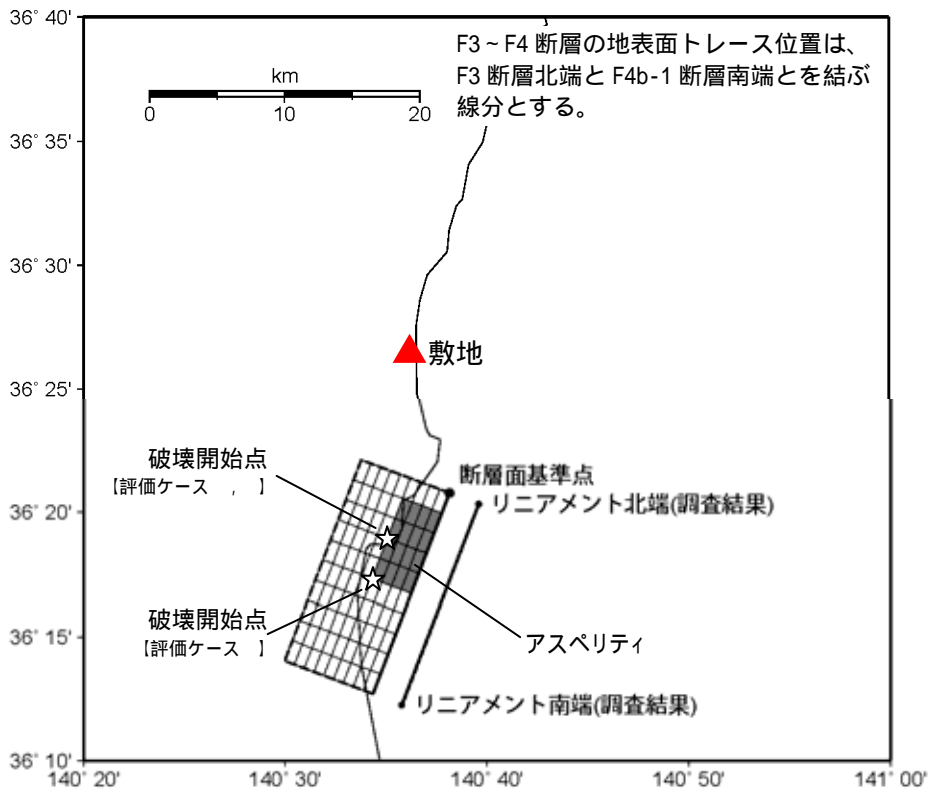 36° 40'
F3～F4 断層の地表面トレース位置は、
F3 断層北端と F4b-1 断層南端とを結ぶ
線分とする。
km
0 10 20
36° 35'
36° 30'
敷地
36° 25'
破壊開始点
【評価ケース　，　】
断層面基準点
リニアメント北端(調査結果)
36° 20'
破壊開始点
【評価ケース　】
36° 15'
アスペリティ
リニアメント南端(調査結果)
36° 10'
140° 20' 140° 30' 140° 40' 140° 50' 141° 00'